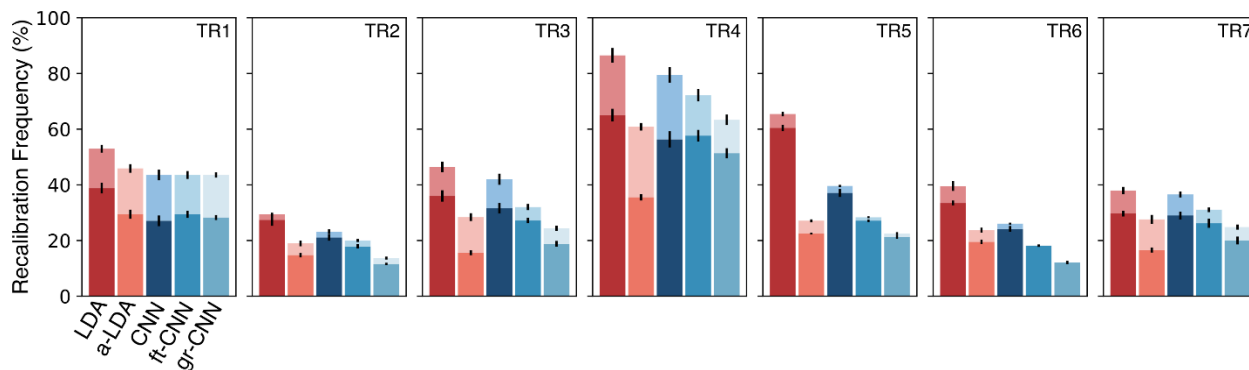 Recalibration Frequency (%)
100
80
60
40
20
0
TR1
TR2
TR3
TR4
TR5
TR6
TR7
LDA
a-LDA
CNN
ft-CNN
gr-CNN